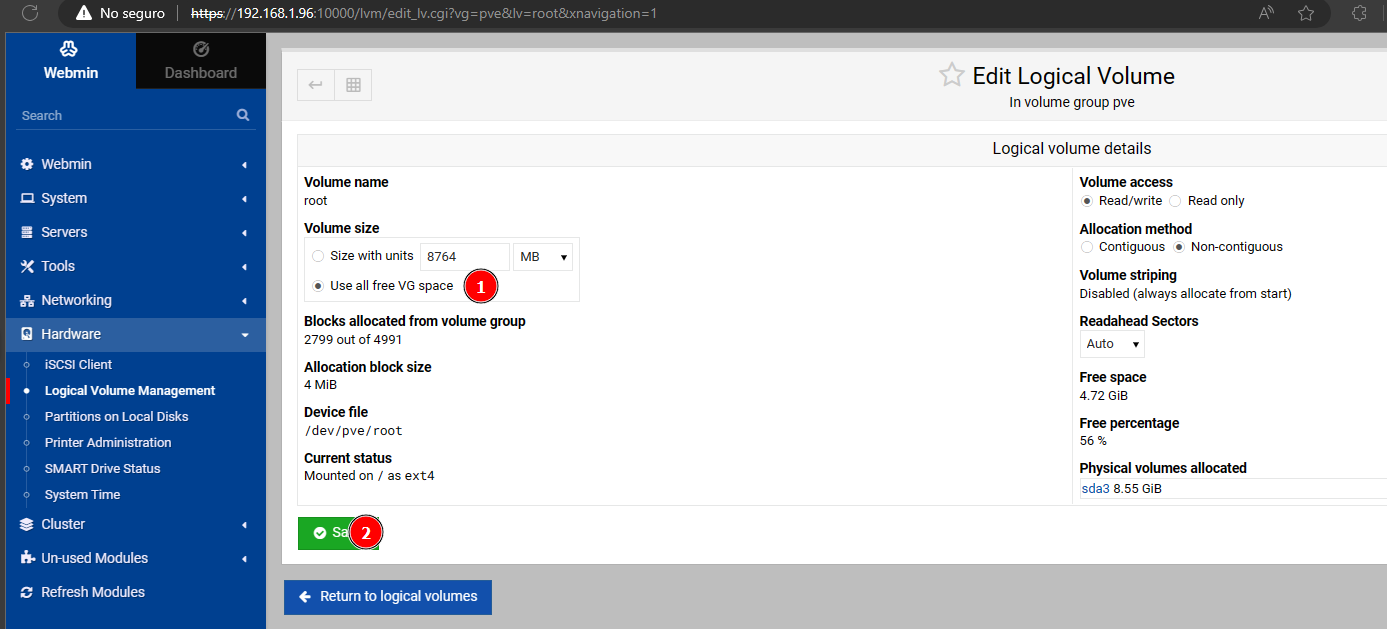 No seguro
https://192.168.1.96:10000/lvm/edit_lv.cgi?vg=pve&lv=root&xnavigation=1
Webmin
Dashboard
Search
Webmin
System
Servers
Tools
Networking
Hardware
iSCSI Client
Logical Volume Management
Partitions on Local Disks
Printer Administration
SMART Drive Status
System Time
Cluster
Un-used Modules
Refresh Modules
Edit Logical Volume
In volume group pve
Logical volume details
Volume name
root
Volume size
Size with units 8764 MB
Use all free VG space 1
Blocks allocated from volume group
2799 out of 4991
Allocation block size
4 MiB
Device file
/dev/pve/root
Current status
Mounted on / as ext4
Volume access
Read/write Read only
Allocation method
Contiguous Non-contiguous
Volume striping
Disabled (always allocate from start)
Readahead Sectors
Auto
Free space
4.72 GiB
Free percentage
56 %
Physical volumes allocated
sda3 8.55 GiB
Sa 2
Return to logical volumes